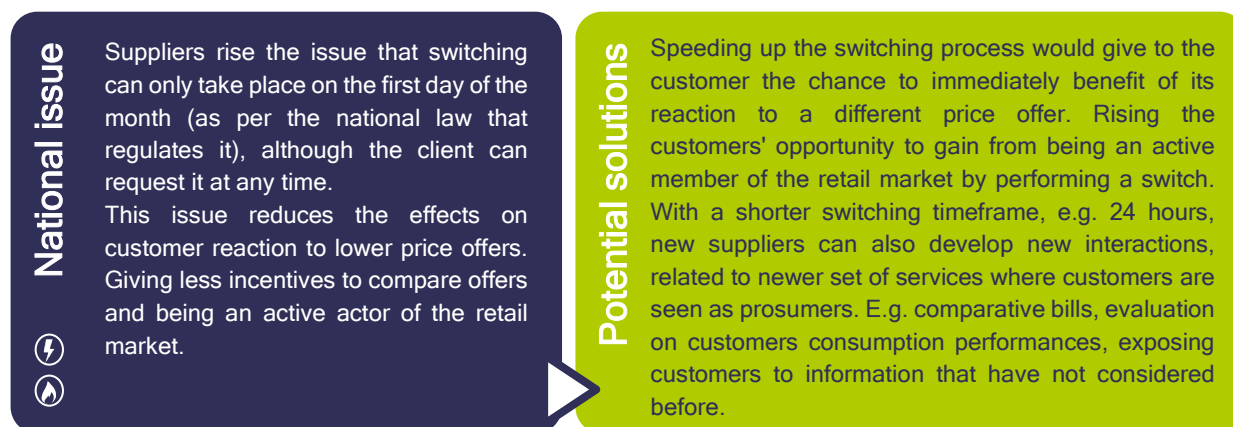 National issue
Suppliers rise the issue that switching
can only take place on the first day of the
month (as per the national law that
regulates it), although the client can
request it at any time.
This issue reduces the effects on
customer reaction to lower price offers.
Giving less incentives to compare offers
and being an active actor of the retail
market.
Potential solutions
Speeding up the switching process would give to the
customer the chance to immediately benefit of its
reaction to a different price offer. Rising the
customers' opportunity to gain from being an active
member of the retail market by performing a switch.
With a shorter switching timeframe, e.g. 24 hours,
new suppliers can also develop new interactions,
related to newer set of services where customers are
seen as prosumers. E.g. comparative bills, evaluation
on customers consumption performances, exposing
customers to information that have not considered
before.